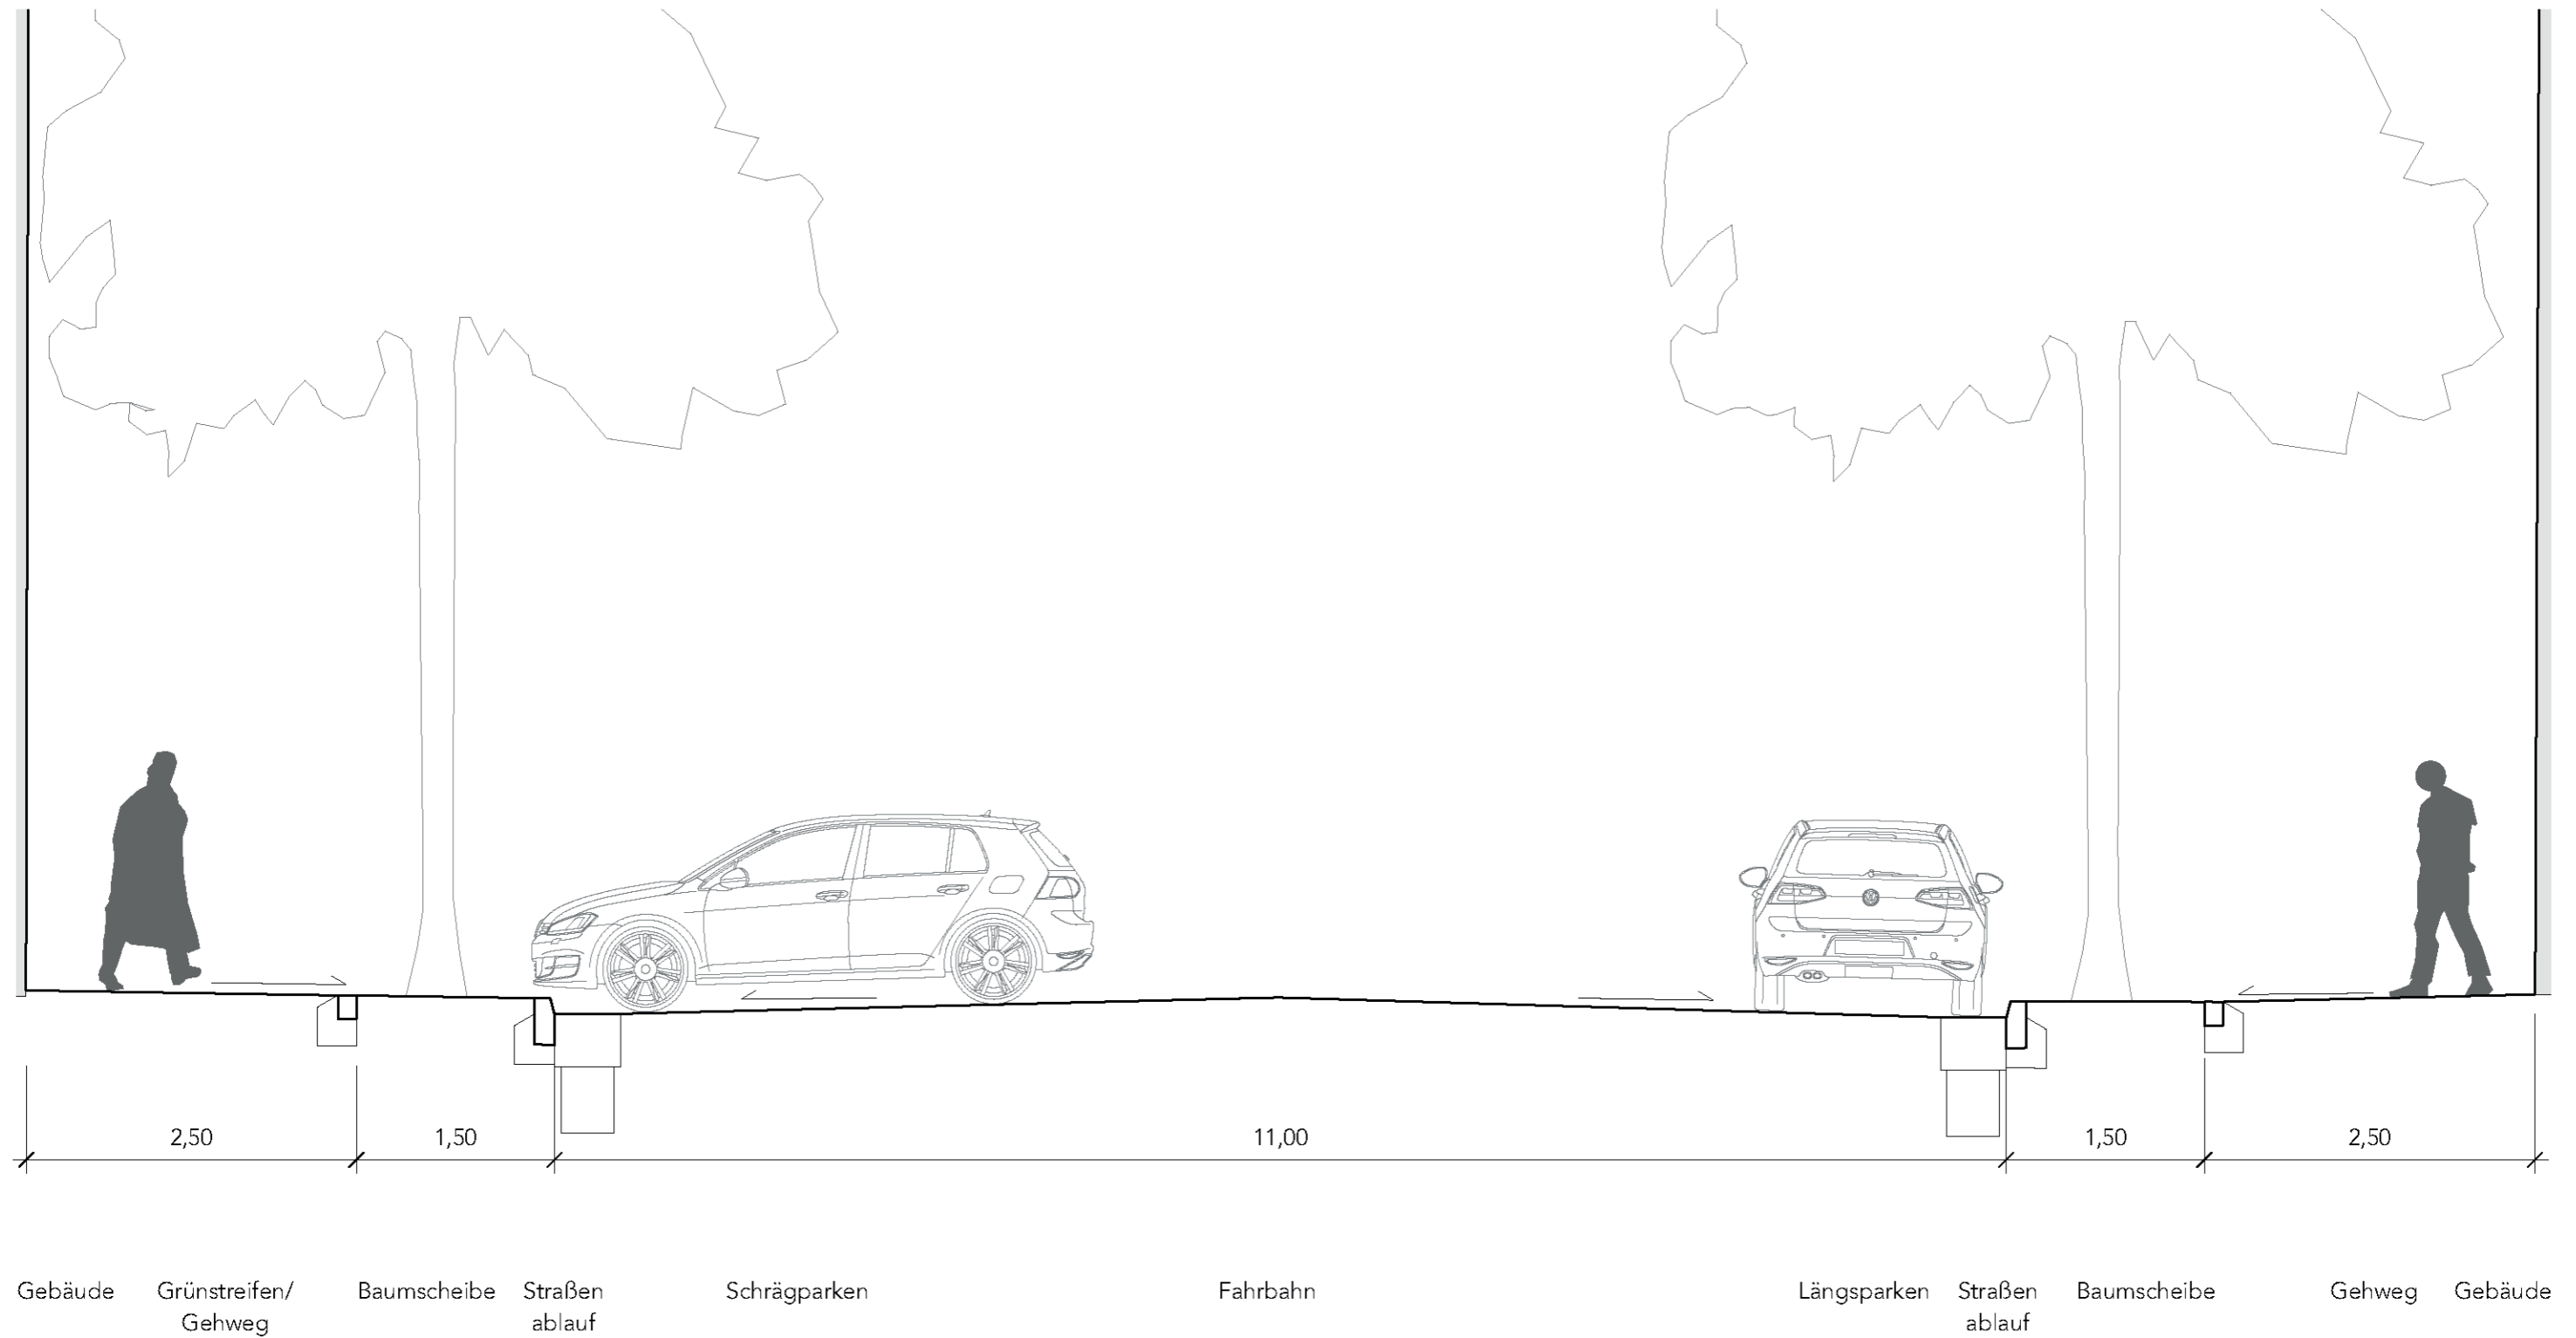 2,50
1,50
11,00
1,50
2,50
Gebäude
Grünstreifen/
Gehweg
Baumscheibe
Straßen
ablauf
Schrägparken
Fahrbahn
Längsparken
Straßen
ablauf
Baumscheibe
Gehweg
Gebäude